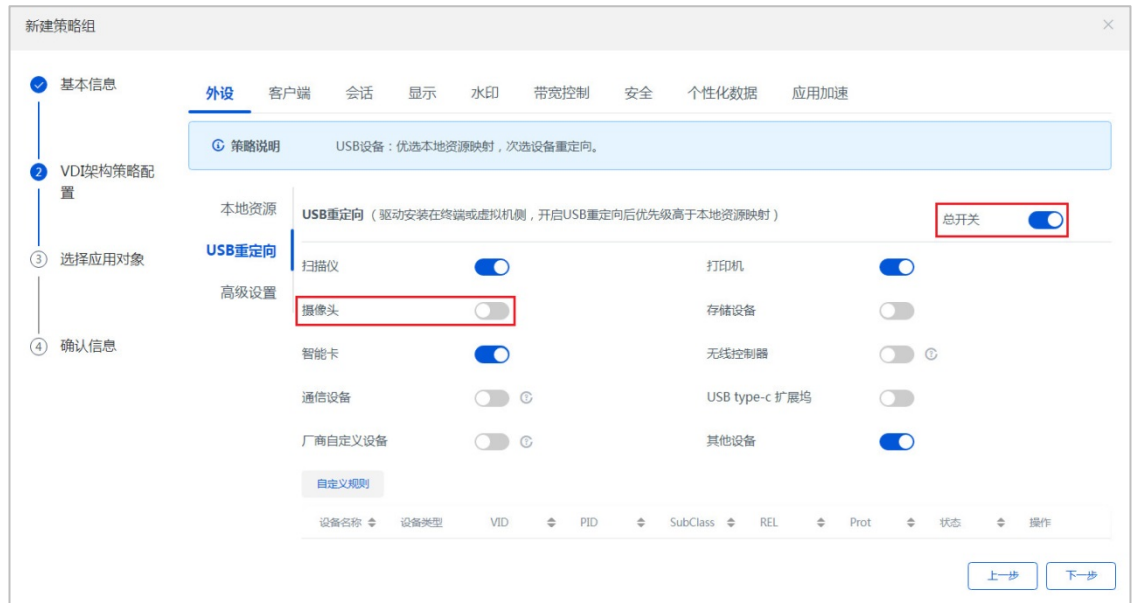 新建策略组
基本信息
2
VDI架构策略配
置
3
选择应用对象
4
确认信息
外设 客户端 会话 显示 水印 带宽控制 安全 个性化数据 应用加速
策略说明 USB设备：优选本地资源映射，次选设备重定向。
本地资源
USB重定向
高级设置
USB重定向（驱动安装在终端或虚拟机侧，开启USB重定向后优先级高于本地资源映射） 总开关
扫描仪 打印机
摄像头 存储设备
智能卡 无线控制器
通信设备 USB type-c 扩展坞
厂商自定义设备 其他设备
自定义规则
设备名称 设备类型 VID PID SubClass REL Prot 状态 操作
上一步 下一步